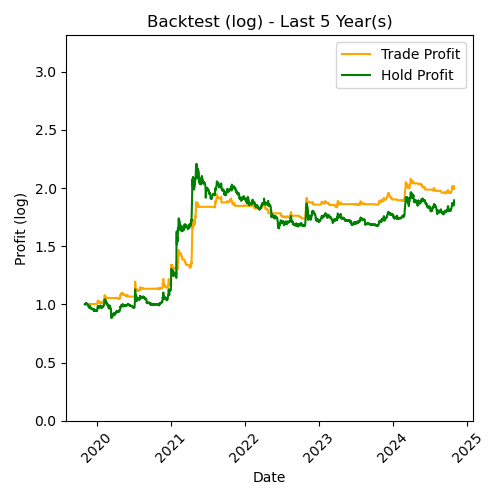 Backtest (log) - Last 5 Year(s)
Trade Profit
Hold Profit
Profit (log)
3.0
2.5
2.0
1.5
1.0
0.5
0.0
2020
2021
2022
2023
2024
2025
Date